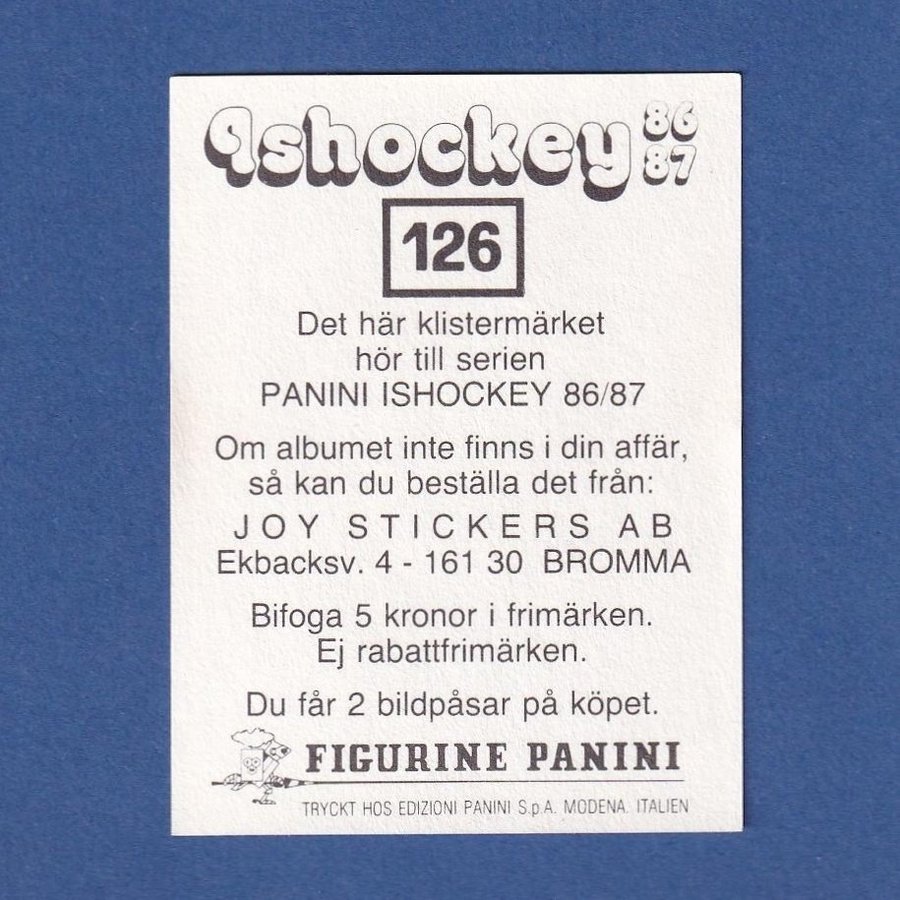 Ishockey 86
87
126
Det här klistermärket
hör till serien
PANINI ISHOCKEY 86/87
Om albumet inte finns i din affär,
så kan du beställa det från:
JOY STICKERS AB
Ekbacksv. 4 - 161 30 BROMMA
Bifoga 5 kronor i frimärken.
Ej rabattfrimärken.
Du får 2 bildpåsar på köpet.
FIGURINE PANINI
TRYCKT HOS EDIZIONI PANINI S.p.A. MODENA. ITALIEN